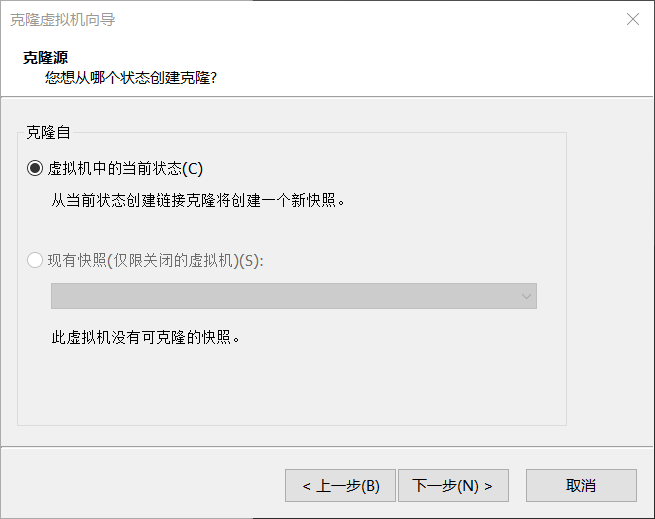 克隆虚拟机向导
克隆源
您想从哪个状态创建克隆?
克隆自
虚拟机中的当前状态(C)
从当前状态创建链接克隆将创建一个新快照。
现有快照(仅限关闭的虚拟机)(S):
此虚拟机没有可克隆的快照。
< 上一步(B) 下一步(N) > 取消